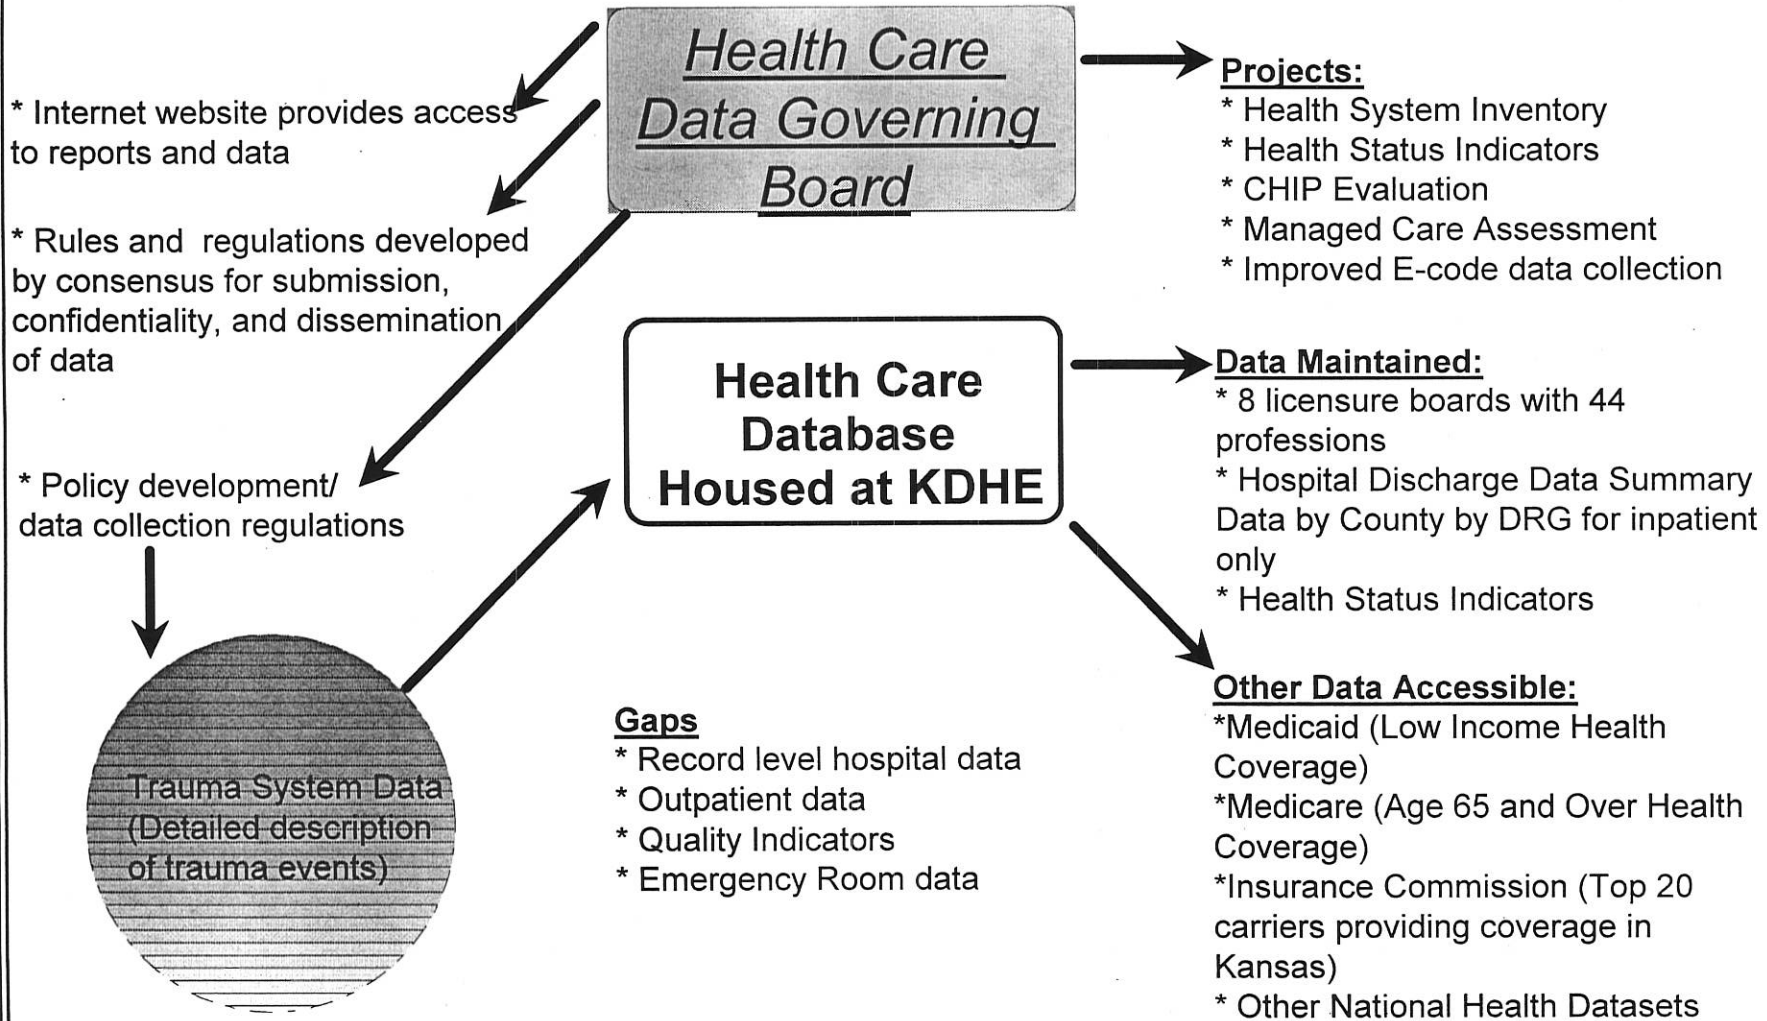 Health Care
Data Governing
Board
* Internet website provides access
to reports and data
* Rules and regulations developed
by consensus for submission,
confidentiality, and dissemination
of data
* Policy development/
data collection regulations
Trauma System Data
(Detailed description
of trauma events)
Health Care
Database
Housed at KDHE
Gaps
* Record level hospital data
* Outpatient data
* Quality Indicators
* Emergency Room data
Projects:
* Health System Inventory
* Health Status Indicators
* CHIP Evaluation
* Managed Care Assessment
* Improved E-code data collection
Data Maintained:
* 8 licensure boards with 44
professions
* Hospital Discharge Data Summary
Data by County by DRG for inpatient
only
* Health Status Indicators
Other Data Accessible:
*Medicaid (Low Income Health
Coverage)
*Medicare (Age 65 and Over Health
Coverage)
*Insurance Commission (Top 20
carriers providing coverage in
Kansas)
* Other National Health Datasets